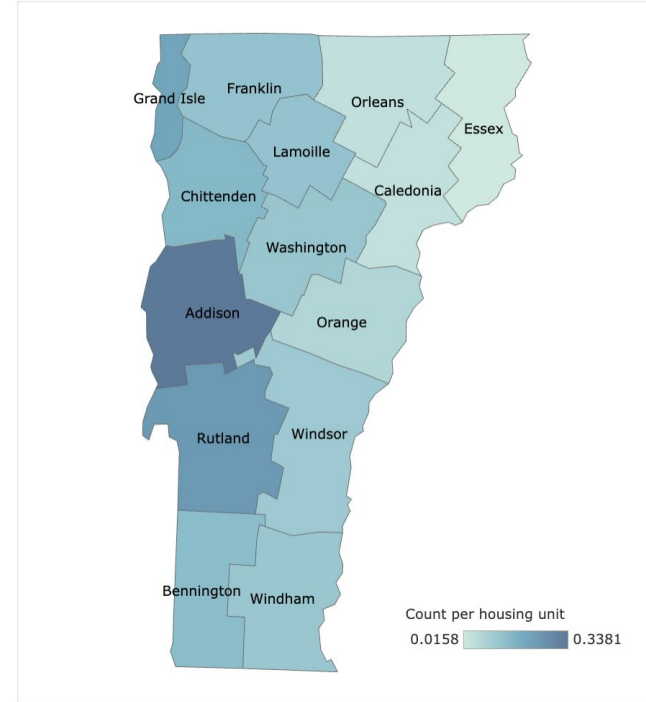 Grand Isle
Franklin
Orleans
Essex
Lamoille
Caledonia
Chittenden
Washington
Addison
Orange
Rutland
Windsor
Bennington
Windham
Count per housing unit
0.0158 0.3381